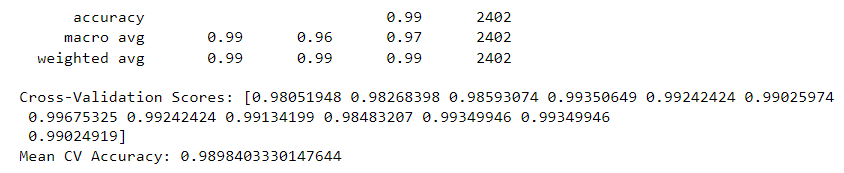 accuracy 0.99 2402
macro avg 0.99 0.96 0.97 2402
weighted avg 0.99 0.99 0.99 2402
Cross-Validation Scores: [0.98051948 0.98268398 0.98593074 0.99350649 0.99242424 0.99025974
0.99675325 0.99242424 0.99134199 0.98483207 0.99349946 0.99349946
0.99024919]
Mean CV Accuracy: 0.9898403330147644